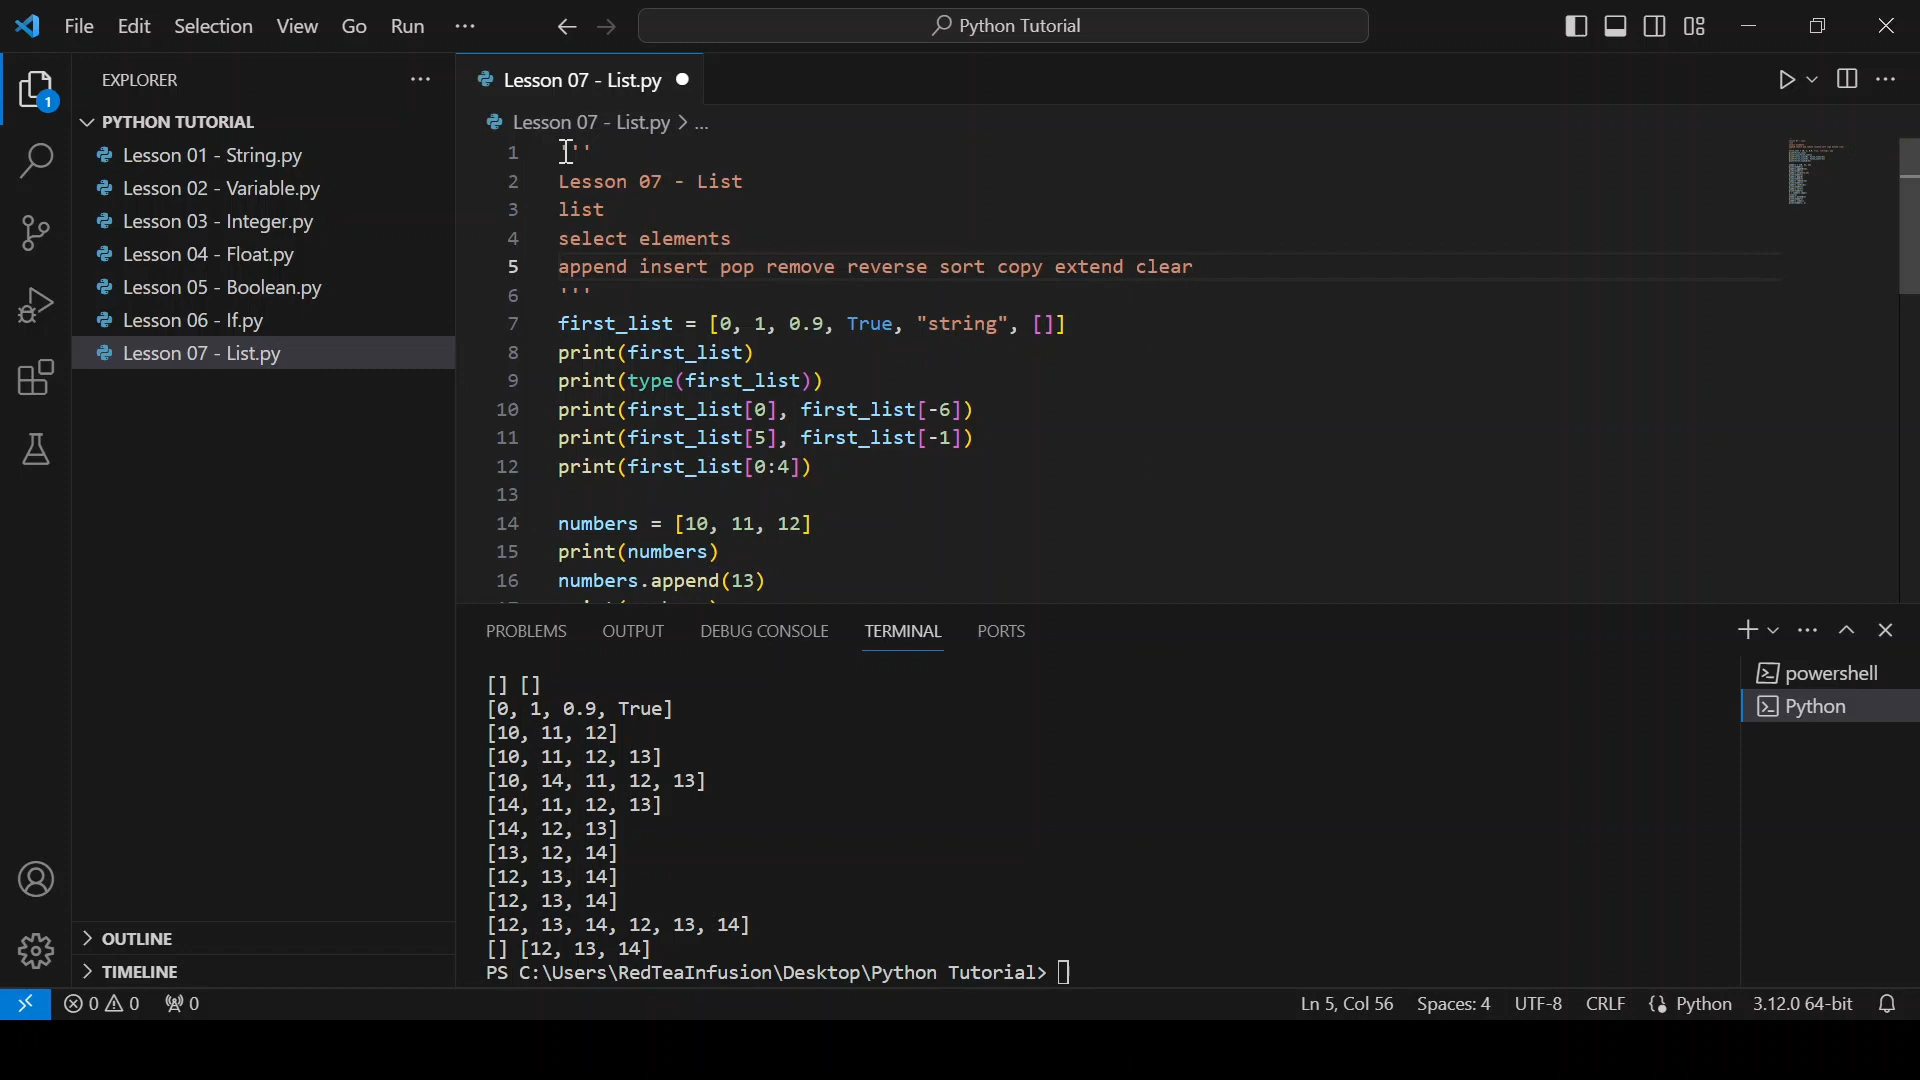 File Edit Selection View Go Run ···
Python Tutorial
EXPLORER ···
PYTHON TUTORIAL
Lesson 01 - String.py
Lesson 02 - Variable.py
Lesson 03 - Integer.py
Lesson 04 - Float.py
Lesson 05 - Boolean.py
Lesson 06 - If.py
Lesson 07 - List.py
OUTLINE
TIMELINE
1
Lesson 07 - List.py
Lesson 07 - List.py > ...
1 '''
2 Lesson 07 - List
3 list
4 select elements
5 append insert pop remove reverse sort copy extend clear
6 '''
7 first_list = [0, 1, 0.9, True, "string", []]
8 print(first_list)
9 print(type(first_list))
10 print(first_list[0], first_list[-6])
11 print(first_list[5], first_list[-1])
12 print(first_list[0:4])
13
14 numbers = [10, 11, 12]
15 print(numbers)
16 numbers.append(13)
PROBLEMS OUTPUT DEBUG CONSOLE TERMINAL PORTS
[] []
[0, 1, 0.9, True]
[10, 11, 12]
[10, 11, 12, 13]
[10, 14, 11, 12, 13]
[14, 11, 12, 13]
[14, 12, 13]
[13, 12, 14]
[12, 13, 14]
[12, 13, 14]
[12, 13, 14, 12, 13, 14]
[] [12, 13, 14]
PS C:\Users\RedTeaInfusion\Desktop\Python Tutorial>
powershell
Python
0 0 0
Ln 5, Col 56 Spaces: 4 UTF-8 CRLF Python 3.12.0 64-bit